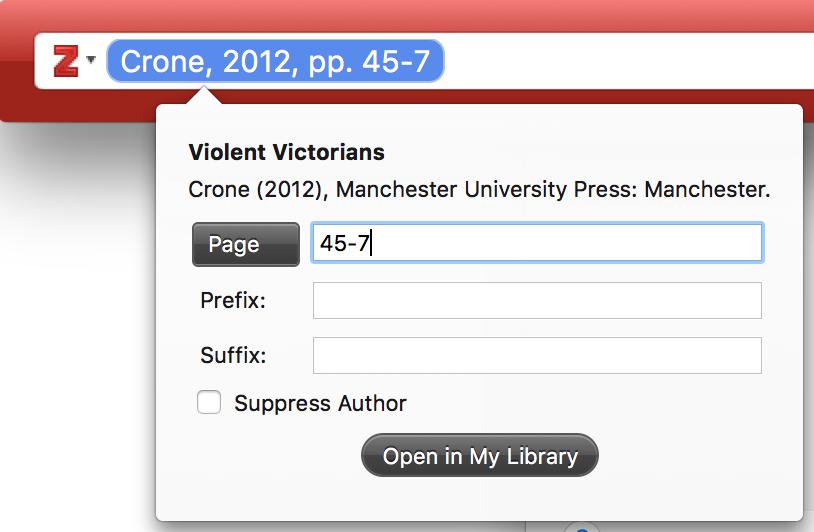 Z Crone, 2012, pp. 45-7
Violent Victorians
Crone (2012), Manchester University Press: Manchester.
Page 45-7
Prefix:
Suffix:
Suppress Author
Open in My Library